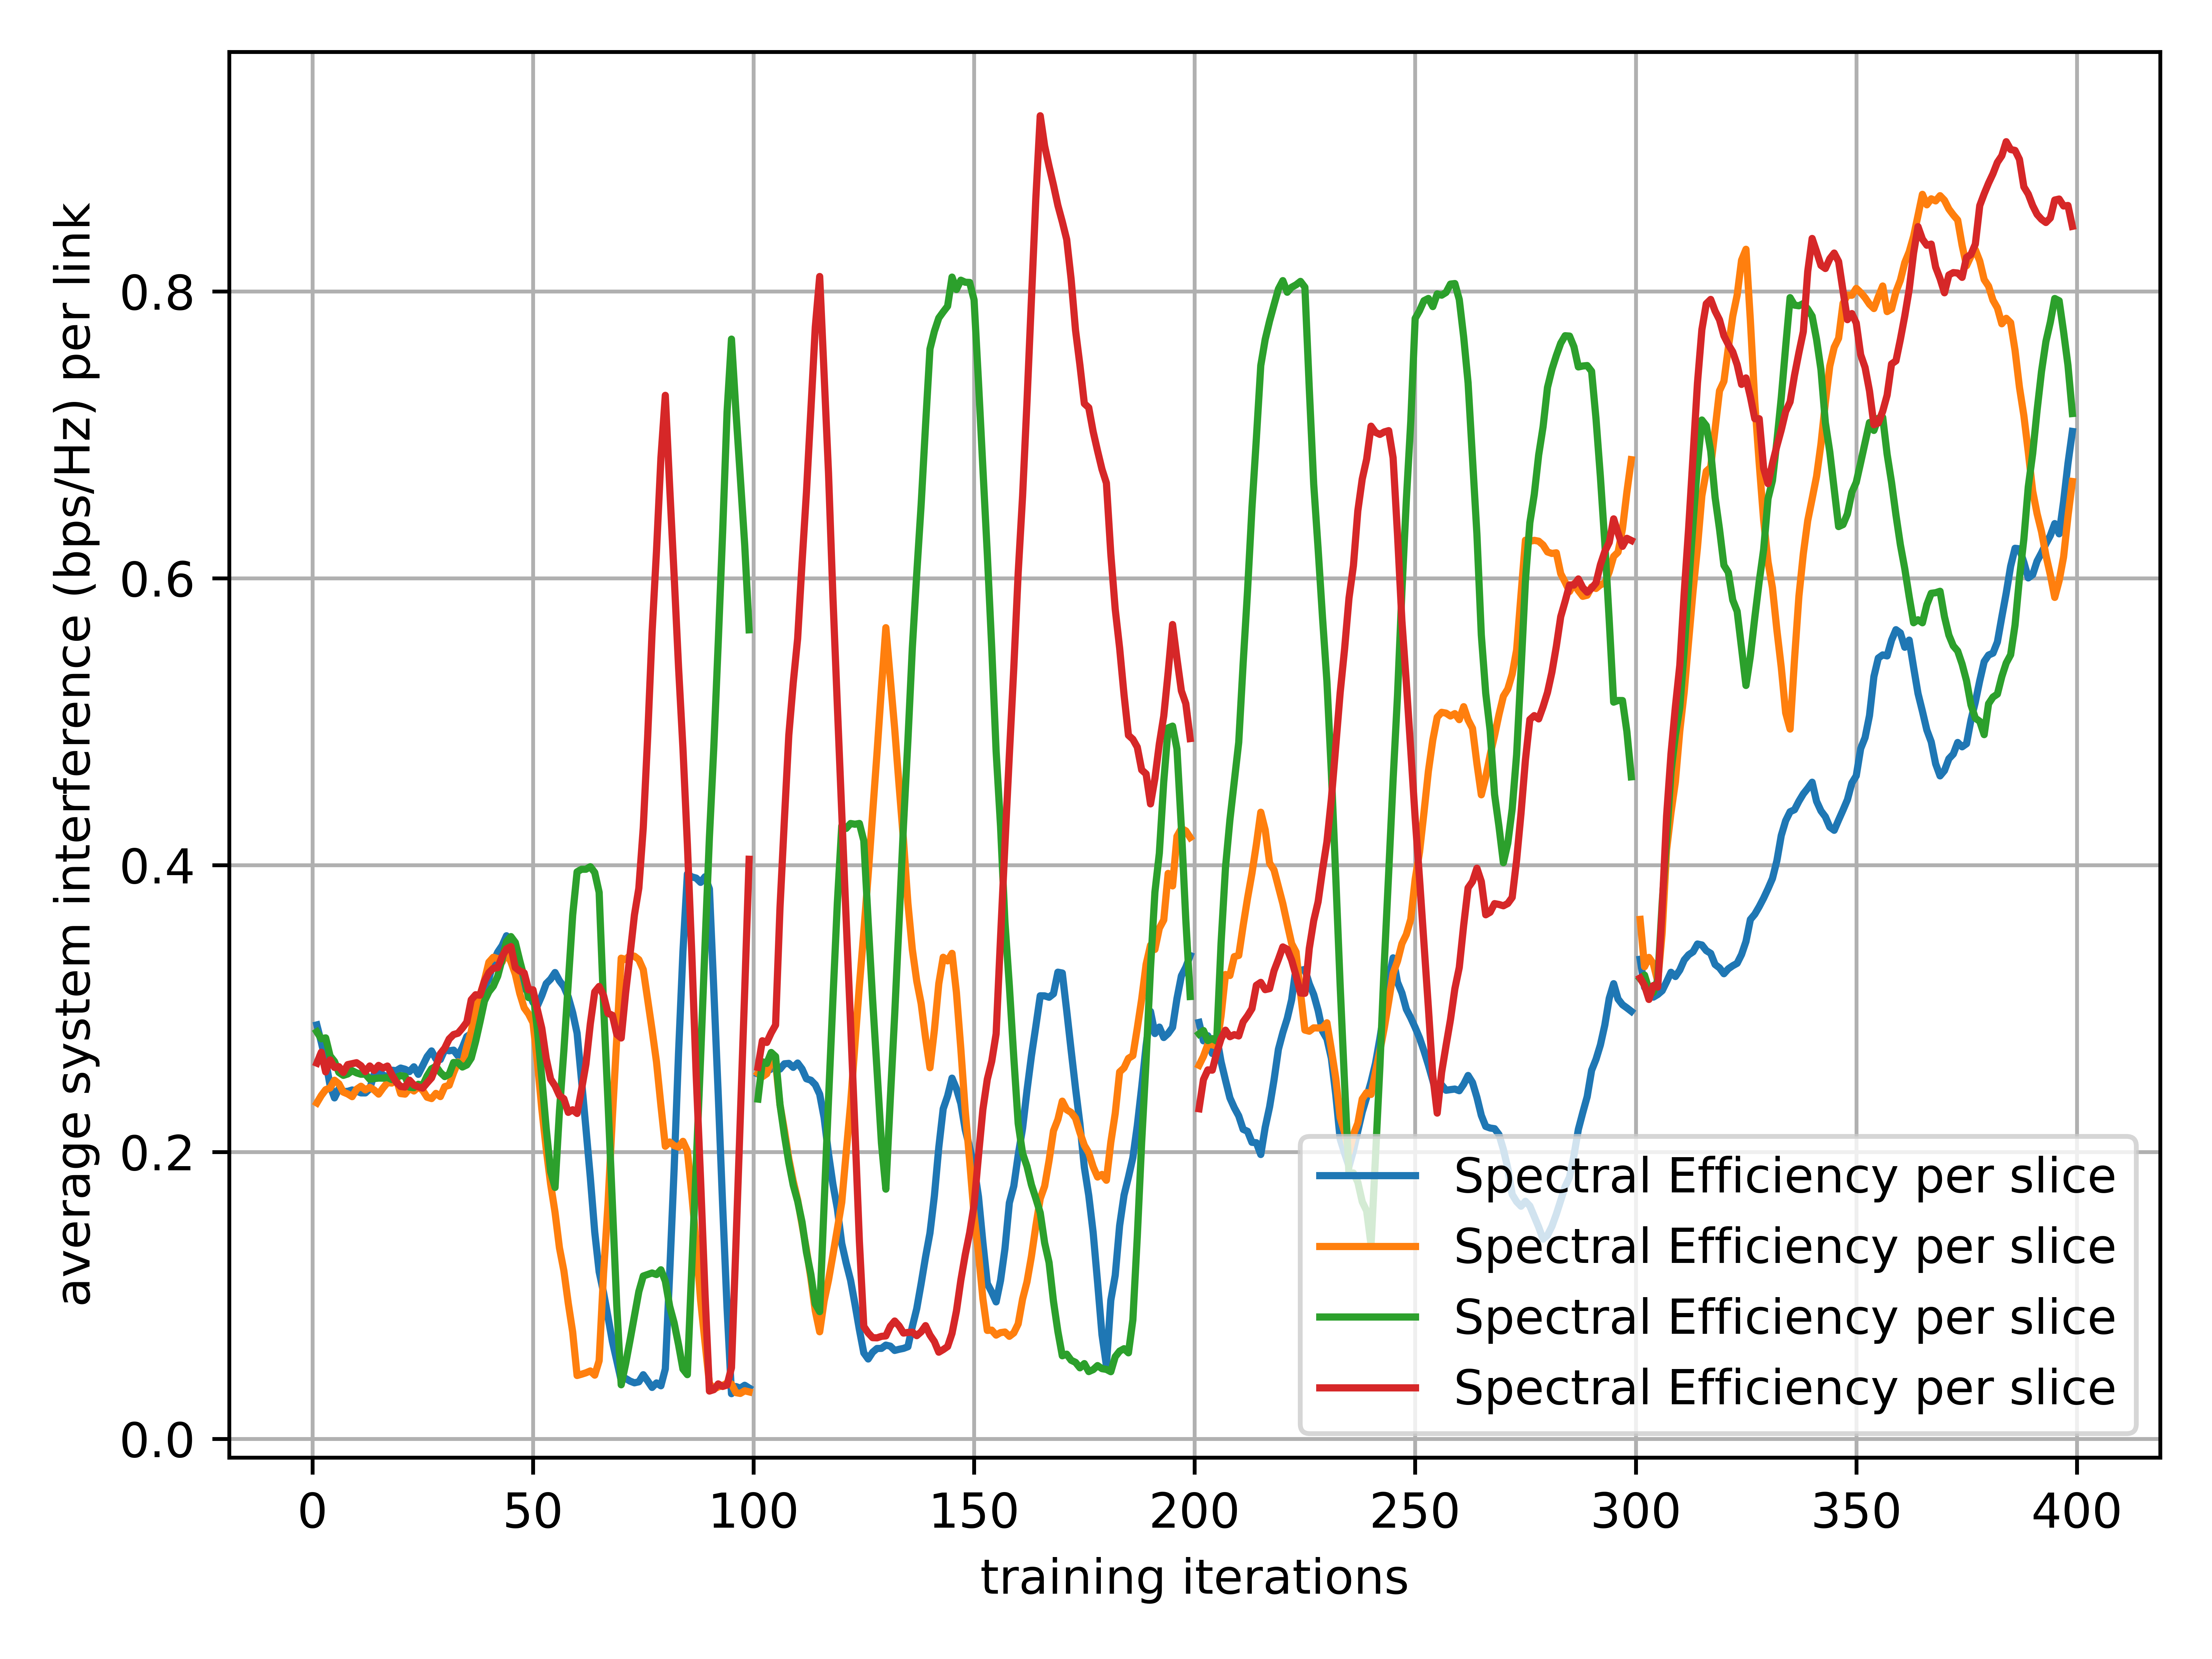 average system interference (bps/Hz) per link
0.8
0.6
0.4
0.2
0.0
Spectral Efficiency per slice
Spectral Efficiency per slice
Spectral Efficiency per slice
Spectral Efficiency per slice
0 50 100 150 200 250 300 350 400
training iterations